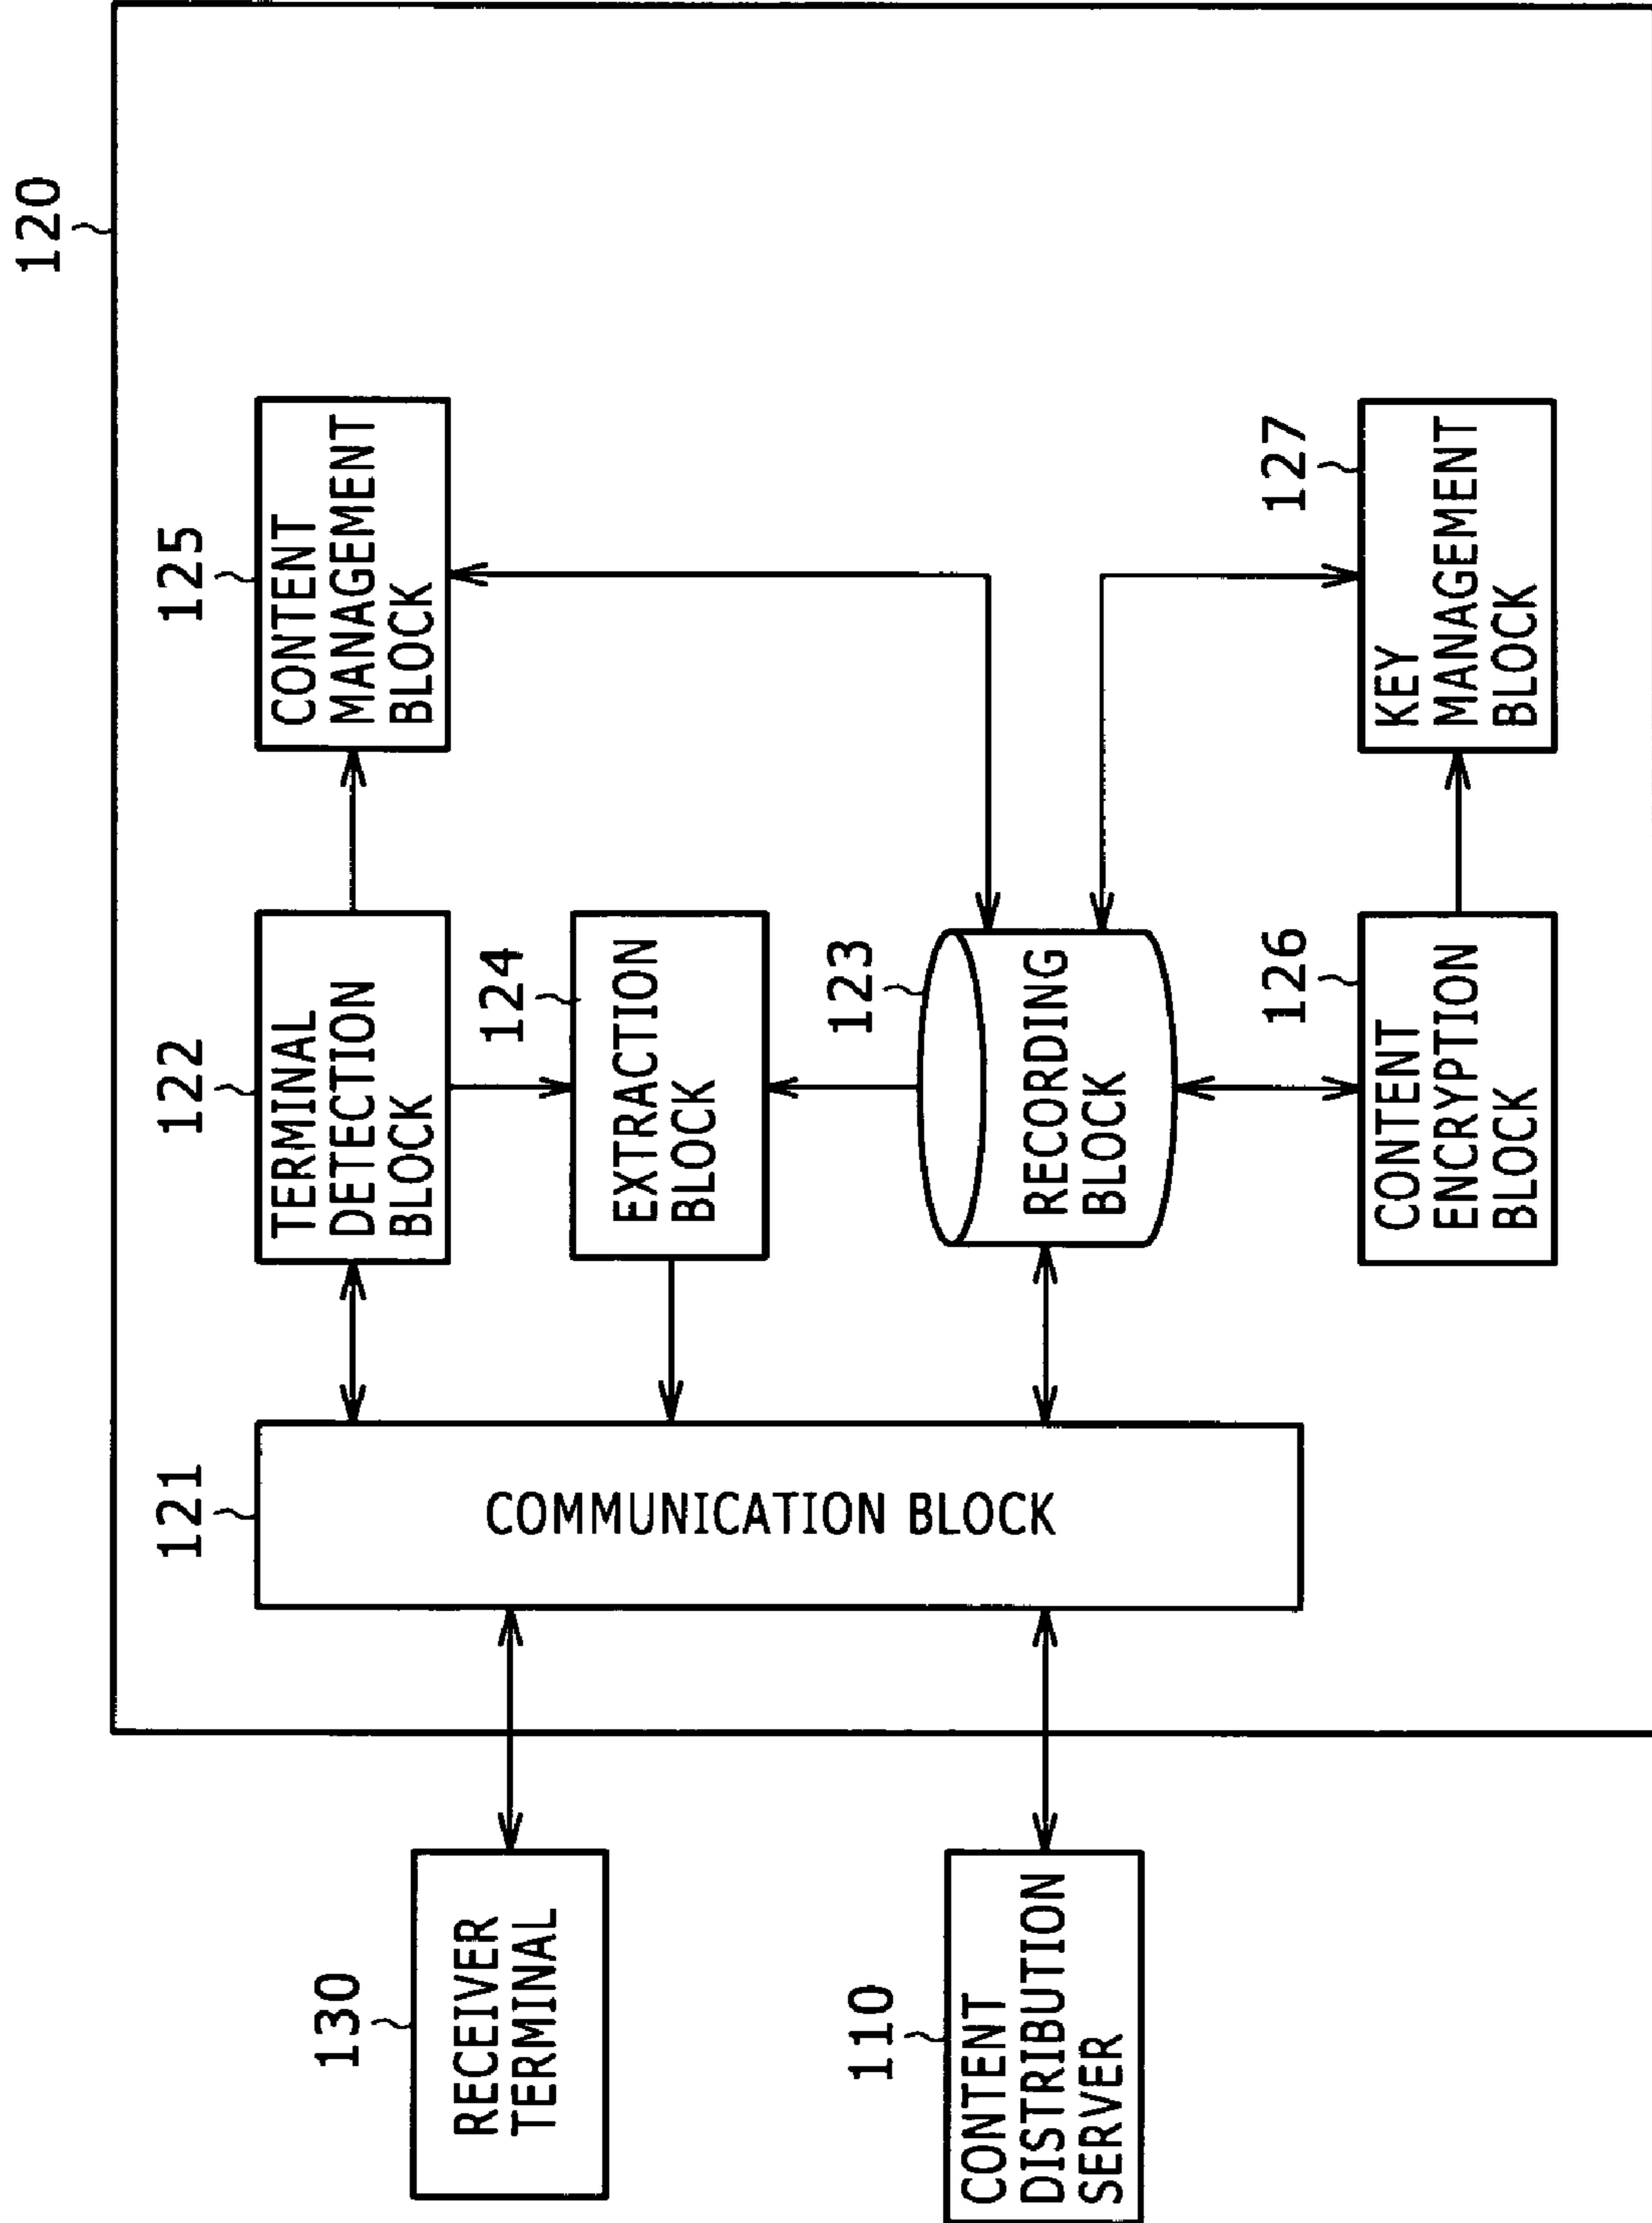 120
130
RECEIVER
TERMINAL
110
CONTENT
DISTRIBUTION
SERVER
121
COMMUNICATION BLOCK
122
TERMINAL
DETECTION
BLOCK
124
EXTRACTION
BLOCK
123
RECORDING
BLOCK
126
CONTENT
ENCRYPTION
BLOCK
125
CONTENT
MANAGEMENT
BLOCK
127
KEY
MANAGEMENT
BLOCK